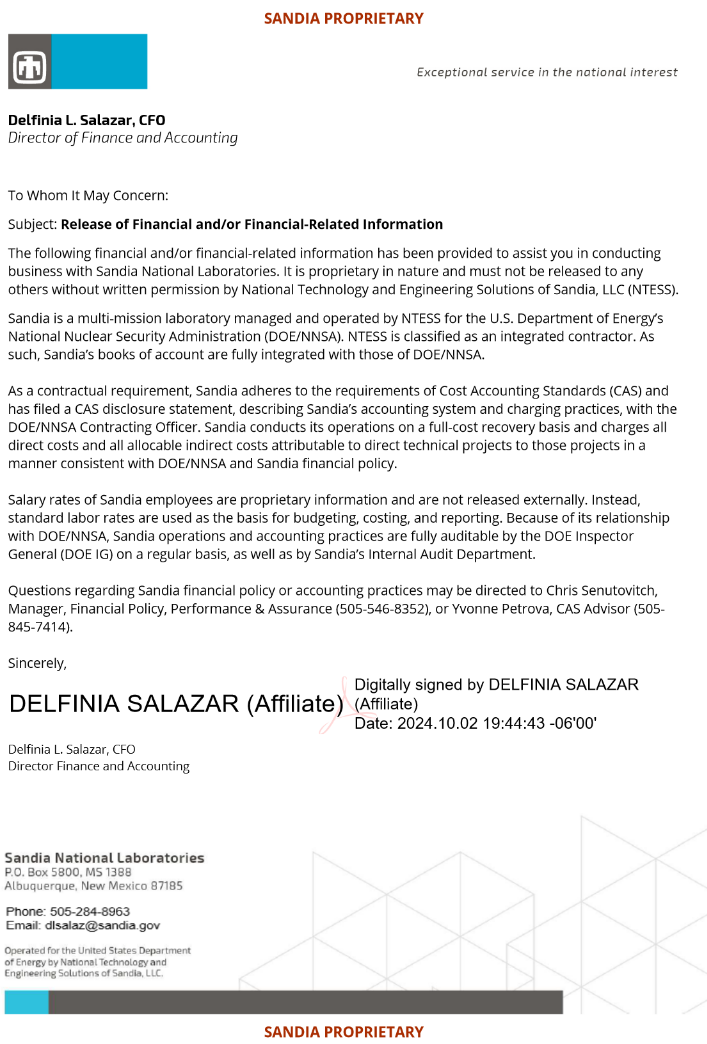 SANDIA PROPRIETARY
Exceptional service in the national interest
Delfinia L. Salazar, CFO
Director of Finance and Accounting
To Whom It May Concern:
Subject: Release of Financial and/or Financial-Related Information
The following financial and/or financial-related information has been provided to assist you in conducting
business with Sandia National Laboratories. It is proprietary in nature and must not be released to any
others without written permission by National Technology and Engineering Solutions of Sandia, LLC (NTESS).
Sandia is a multi-mission laboratory managed and operated by NTESS for the U.S. Department of Energy’s
National Nuclear Security Administration (DOE/NNSA). NTESS is classified as an integrated contractor. As
such, Sandia’s books of account are fully integrated with those of DOE/NNSA.
As a contractual requirement, Sandia adheres to the requirements of Cost Accounting Standards (CAS) and
has filed a CAS disclosure statement, describing Sandia’s accounting system and charging practices, with the
DOE/NNSA Contracting Officer. Sandia conducts its operations on a full-cost recovery basis and charges all
direct costs and all allocable indirect costs attributable to direct technical projects to those projects in a
manner consistent with DOE/NNSA and Sandia financial policy.
Salary rates of Sandia employees are proprietary information and are not released externally. Instead,
standard labor rates are used as the basis for budgeting, costing, and reporting. Because of its relationship
with DOE/NNSA, Sandia operations and accounting practices are fully auditable by the DOE Inspector
General (DOE IG) on a regular basis, as well as by Sandia’s Internal Audit Department.
Questions regarding Sandia financial policy or accounting practices may be directed to Chris Senutovitch,
Manager, Financial Policy, Performance & Assurance (505-546-8352), or Yvonne Petrova, CAS Advisor (505-
845-7414).
Sincerely,
DELFINIA SALAZAR (Affiliate)
Digitally signed by DELFINIA SALAZAR
(Affiliate)
Date: 2024.10.02 19:44:43 -06'00'
Delfinia L. Salazar, CFO
Director Finance and Accounting
Sandia National Laboratories
P.O. Box 5800, MS 1388
Albuquerque, New Mexico 87185
Phone: 505-284-8963
Email: dlsalaz@sandia.gov
Operated for the United States Department
of Energy by National Technology and
Engineering Solutions of Sandia, LLC.
SANDIA PROPRIETARY